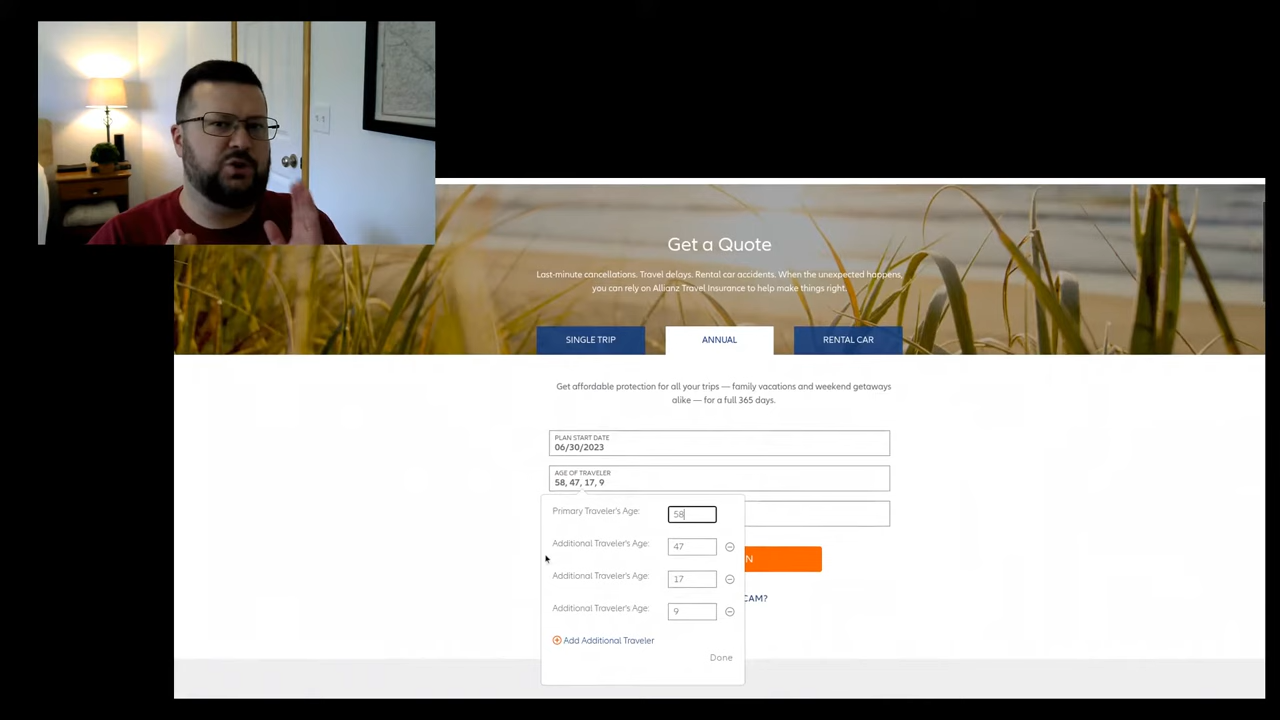 Get a Quote
Last-minute cancellations. Travel delays. Rental car accidents. When the unexpected happens,
you can rely on Allianz Travel Insurance to help make things right.
SINGLE TRIP
ANNUAL
RENTAL CAR
Get affordable protection for all your trips — family vacations and weekend getaways
alike — for a full 365 days.
PLAN START DATE
06/30/2023
AGE OF TRAVELER
58, 47, 17, 9
Primary Traveler's Age: 58
Additional Traveler's Age: 47
N
Additional Traveler's Age: 17
CAM?
Additional Traveler's Age: 9
Add Additional Traveler
Done